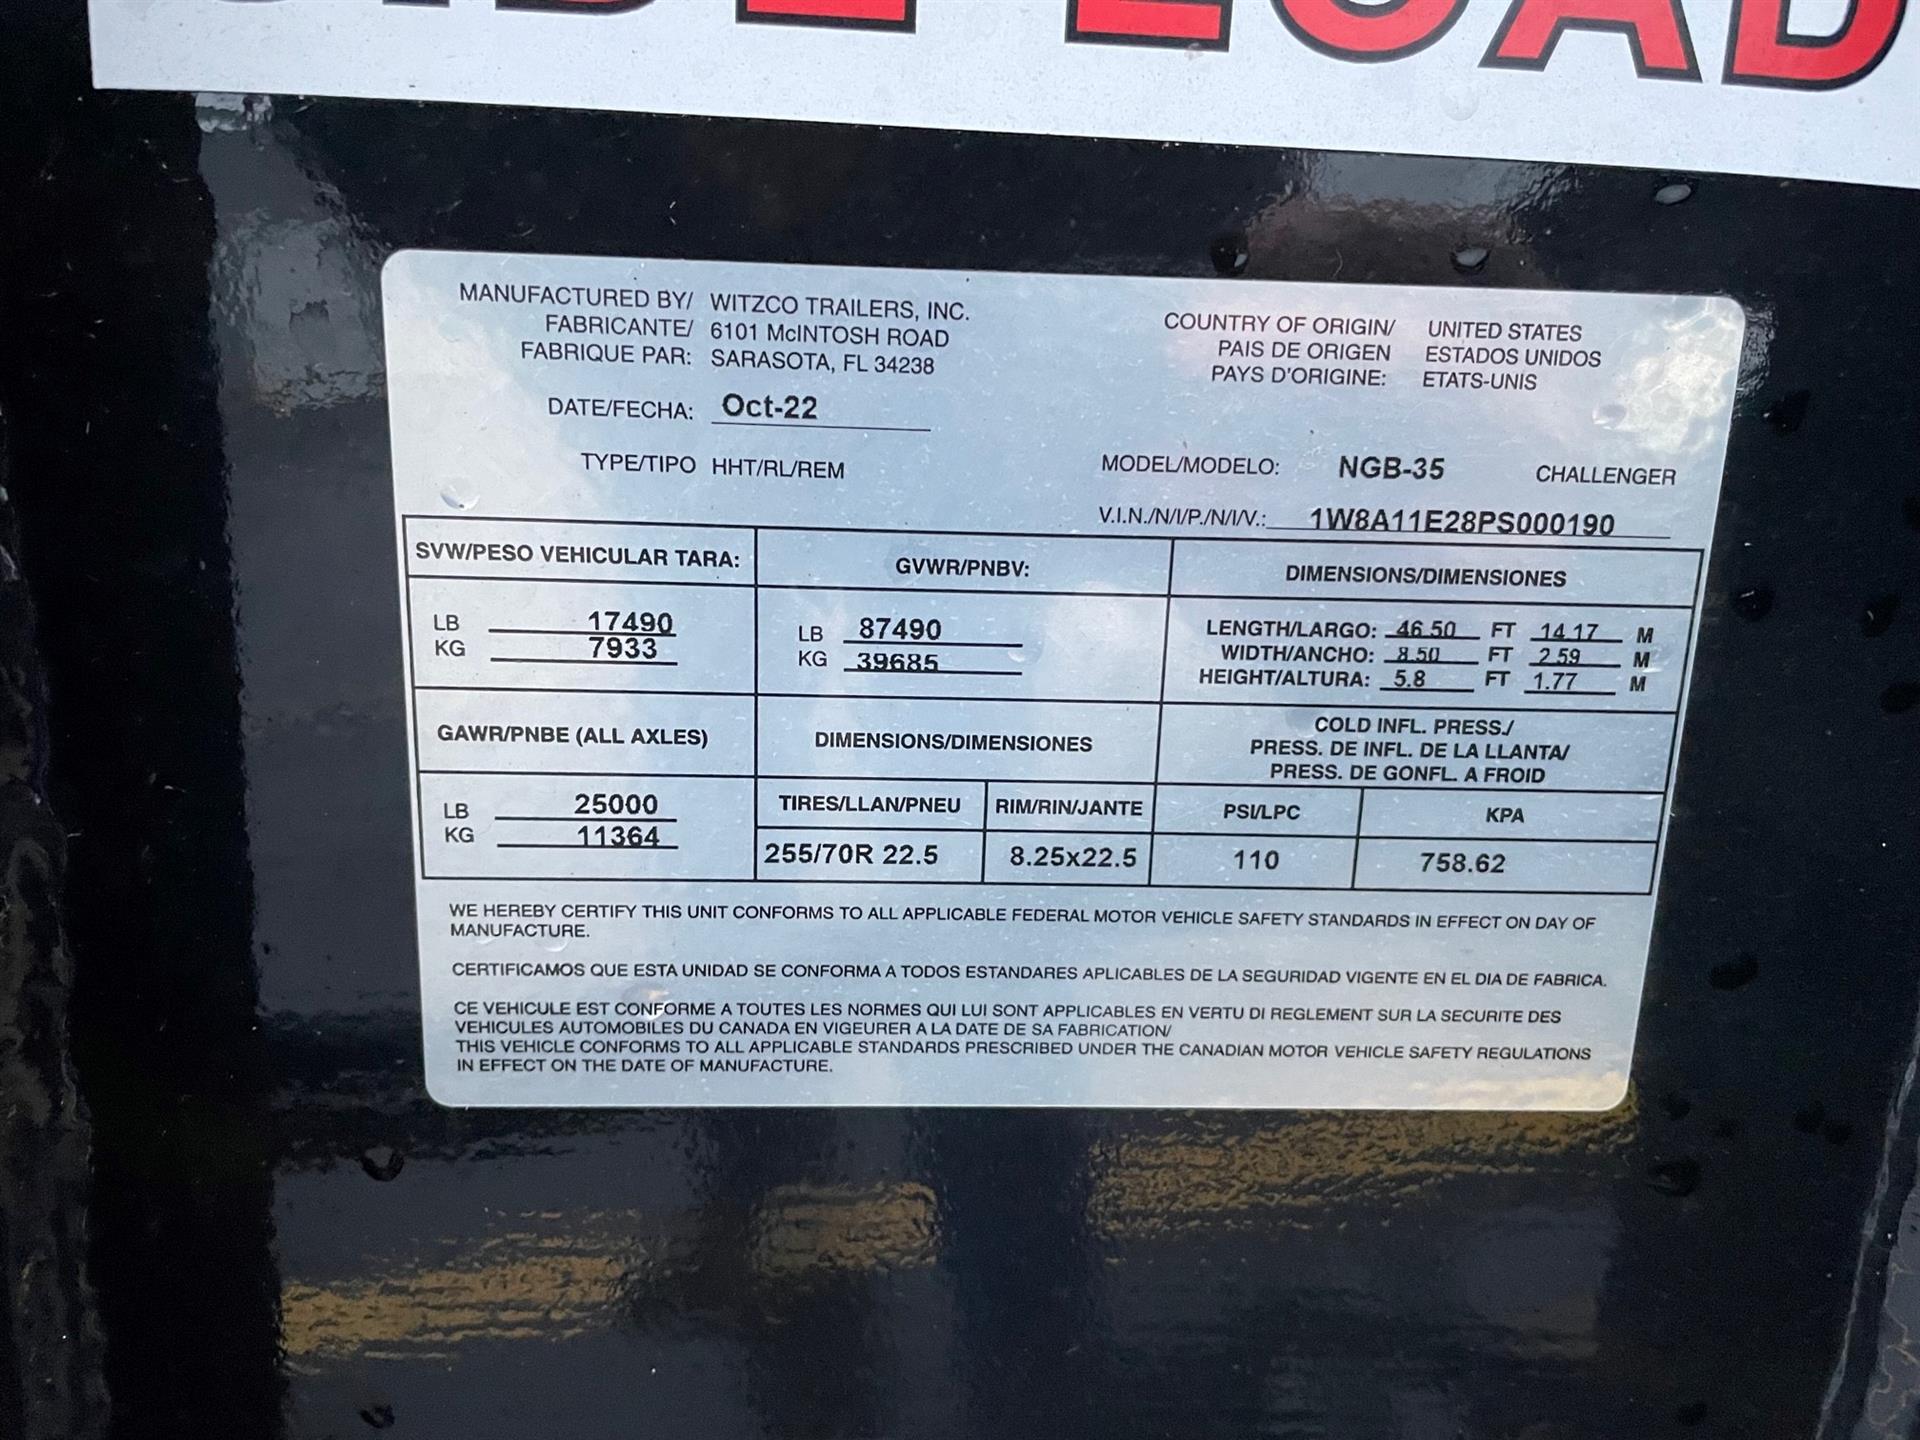 LOAD
MANUFACTURED BY/ WITZCO TRAILERS, INC.
FABRICANTE/ 6101 McINTOSH ROAD
FABRIQUE PAR: SARASOTA, FL 34238
COUNTRY OF ORIGIN/ UNITED STATES
PAIS DE ORIGEN ESTADOS UNIDOS
PAYS D'ORIGINE: ETATS-UNIS
DATE/FECHA: Oct-22
TYPE/TIPO HHT/RL/REM
MODEL/MODELO: NGB-35 CHALLENGER
V.I.N./N/I/P./N/I/V.: 1W8A11E28PS000190
SVW/PESO VEHICULAR TARA: GVWR/PNBV: DIMENSIONS/DIMENSIONES
LB 17490
KG 7933
LB 87490
KG 39685
LENGTH/LARGO: 46.50 FT 14.17 M
WIDTH/ANCHO: 8.50 FT 2.59 M
HEIGHT/ALTURA: 5.8 FT 1.77 M
GAWR/PNBE (ALL AXLES) DIMENSIONS/DIMENSIONES
COLD INFL. PRESS./
PRESS. DE INFL. DE LA LLANTA/
PRESS. DE GONFL. A FROID
LB 25000
KG 11364
TIRES/LLAN/PNEU RIM/RIN/JANTE PSI/LPC KPA
255/70R 22.5 8.25x22.5 110 758.62
WE HEREBY CERTIFY THIS UNIT CONFORMS TO ALL APPLICABLE FEDERAL MOTOR VEHICLE SAFETY STANDARDS IN EFFECT ON DAY OF
MANUFACTURE.
CERTIFICAMOS QUE ESTA UNIDAD SE CONFORMA A TODOS ESTANDARES APLICABLES DE LA SEGURIDAD VIGENTE EN EL DIA DE FABRICA.
CE VEHICULE EST CONFORME A TOUTES LES NORMES QUI LUI SONT APPLICABLES EN VERTU DI REGLEMENT SUR LA SECURITE DES
VEHICULES AUTOMOBILES DU CANADA EN VIGEURER A LA DATE DE SA FABRICATION/
THIS VEHICLE CONFORMS TO ALL APPLICABLE STANDARDS PRESCRIBED UNDER THE CANADIAN MOTOR VEHICLE SAFETY REGULATIONS
IN EFFECT ON THE DATE OF MANUFACTURE.